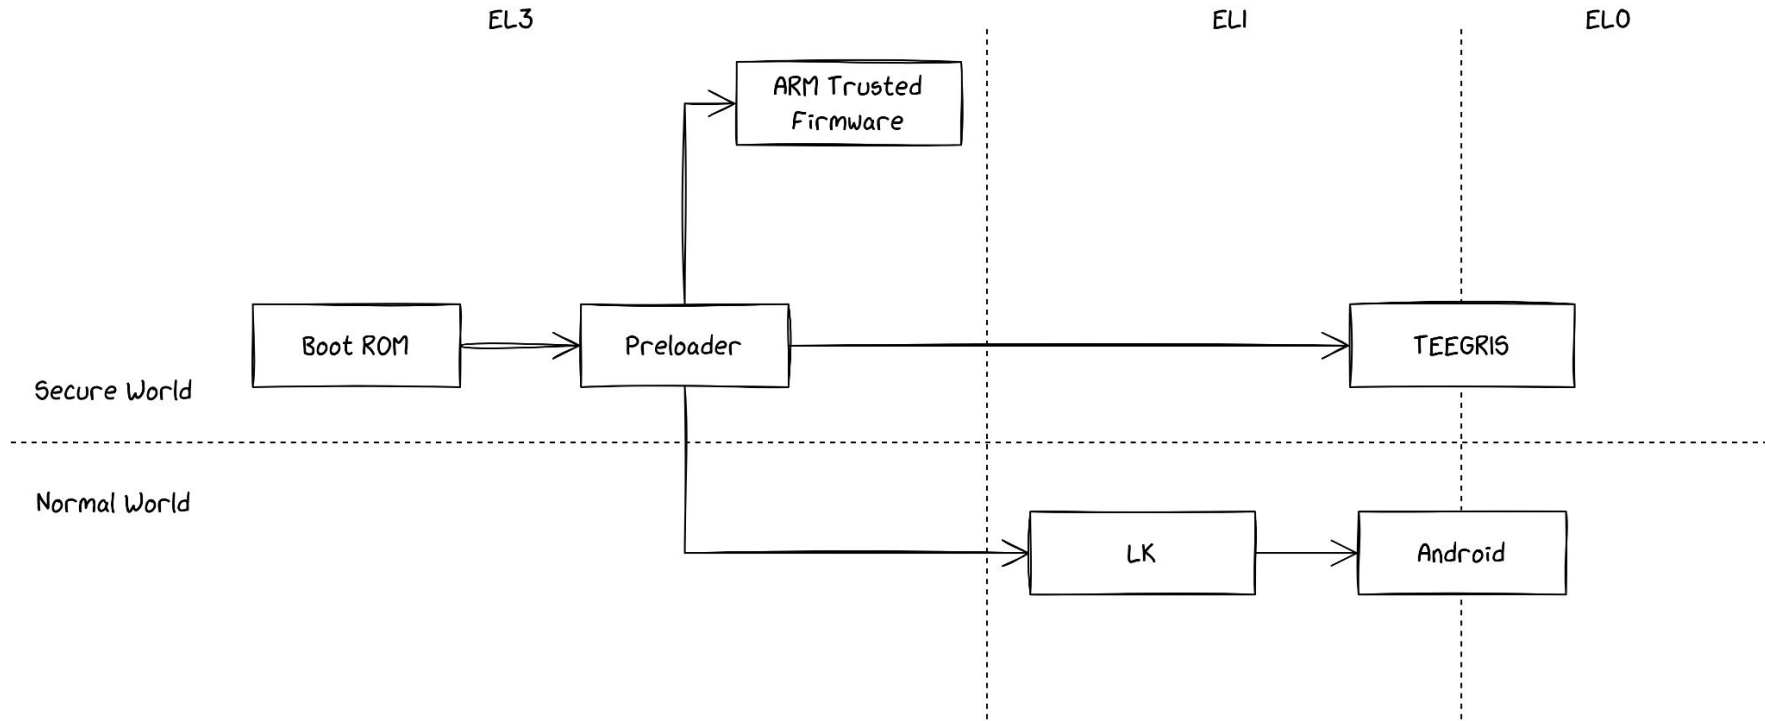 EL3
EL1
EL0
ARM Trusted
Firmware
Boot ROM
Preloader
TEEGRIS
Secure World
Normal World
LK
Android